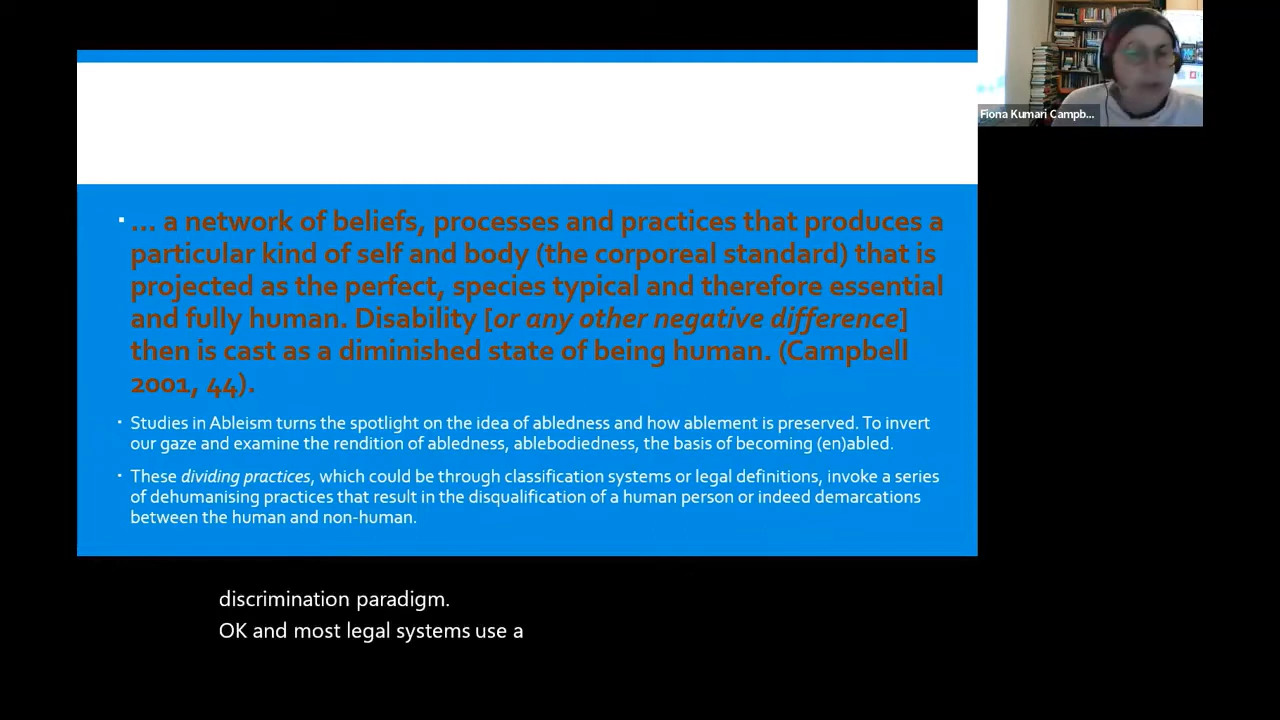 Fiona Kumari Campb...
... a network of beliefs, processes and practices that produces a
particular kind of self and body (the corporeal standard) that is
projected as the perfect, species typical and therefore essential
and fully human. Disability [or any other negative difference]
then is cast as a diminished state of being human. (Campbell
2001, 44).
Studies in Ableism turns the spotlight on the idea of abledness and how ablement is preserved. To invert
our gaze and examine the rendition of abledness, ablebodiedness, the basis of becoming (en)abled.
These dividing practices, which could be through classification systems or legal definitions, invoke a series
of dehumanising practices that result in the disqualification of a human person or indeed demarcations
between the human and non-human.
discrimination paradigm.
OK and most legal systems use a